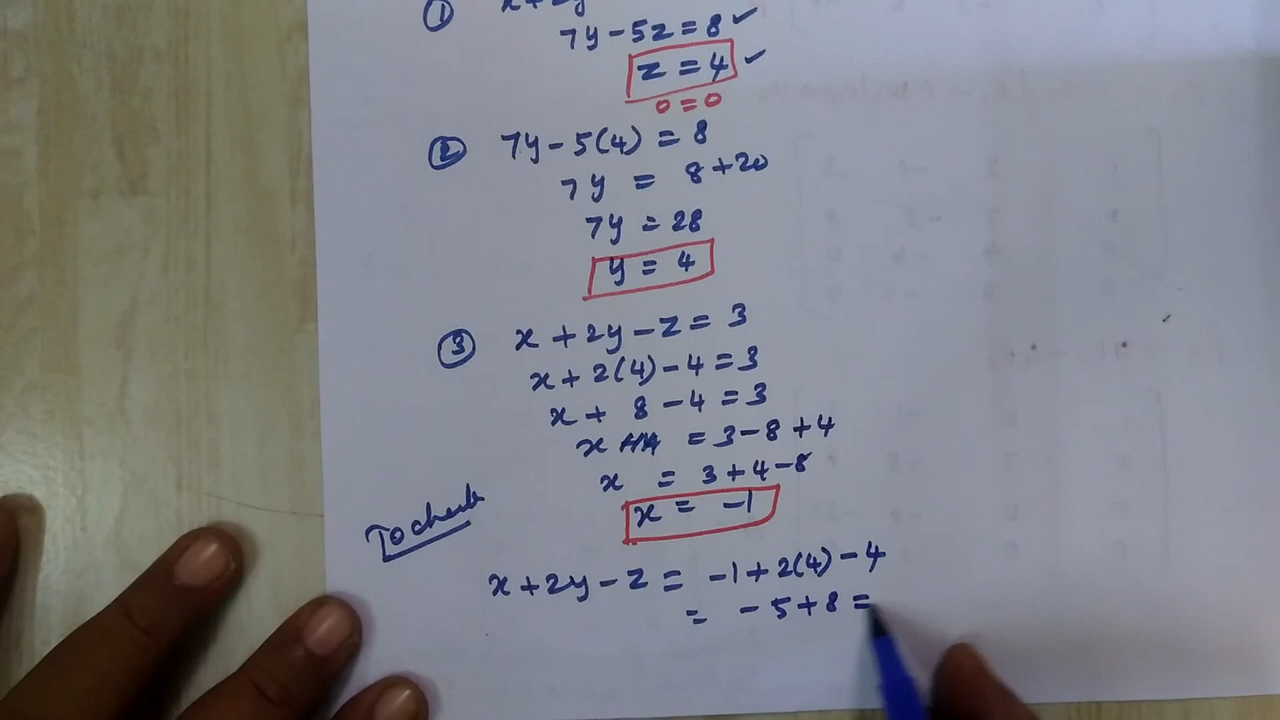 ① x+2y
7y-5z=8 ✓
z=4 ✓
0=0
② 7y-5(4)=8
7y = 8+20
7y = 28
y = 4
③ x+2y-z=3
x+2(4)-4=3
x+ 8-4=3
x = 3-8+4
x = 3+4-8
x = -1
To check
x+2y-z = -1+2(4)-4
= -5+8=